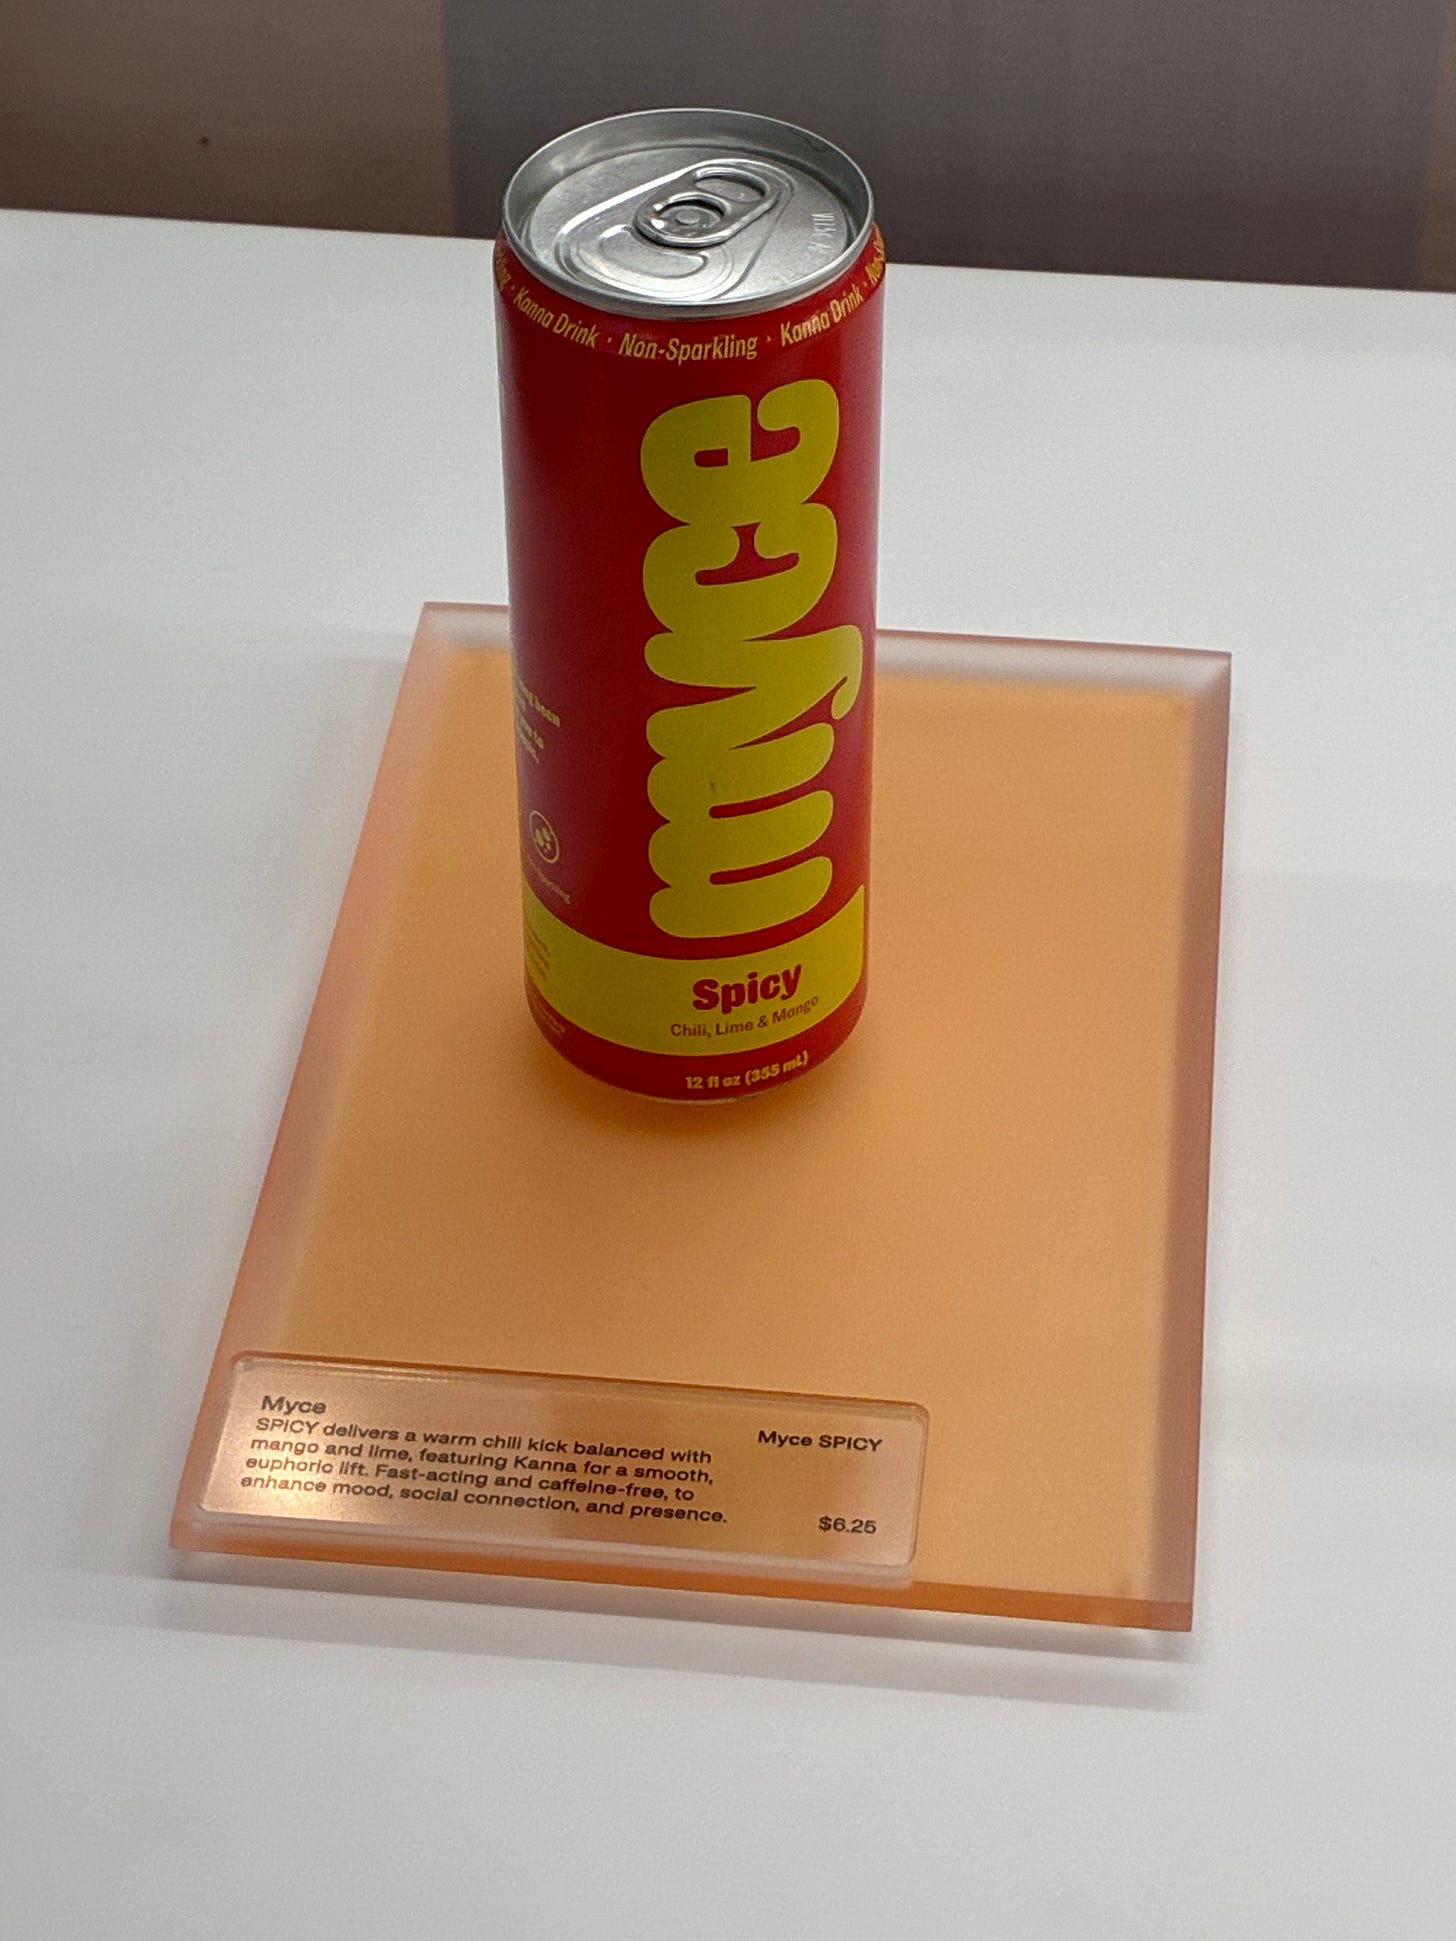 Kanna Drink · Non-Sparkling · Kanna Drink · Non
myce
Spicy
Chili, Lime & Mango
12 fl oz (355 mL)
Myce
SPICY delivers a warm chili kick balanced with
mango and lime, featuring Kanna for a smooth,
euphoric lift. Fast-acting and caffeine-free, to
enhance mood, social connection, and presence.
Myce SPICY
$6.25